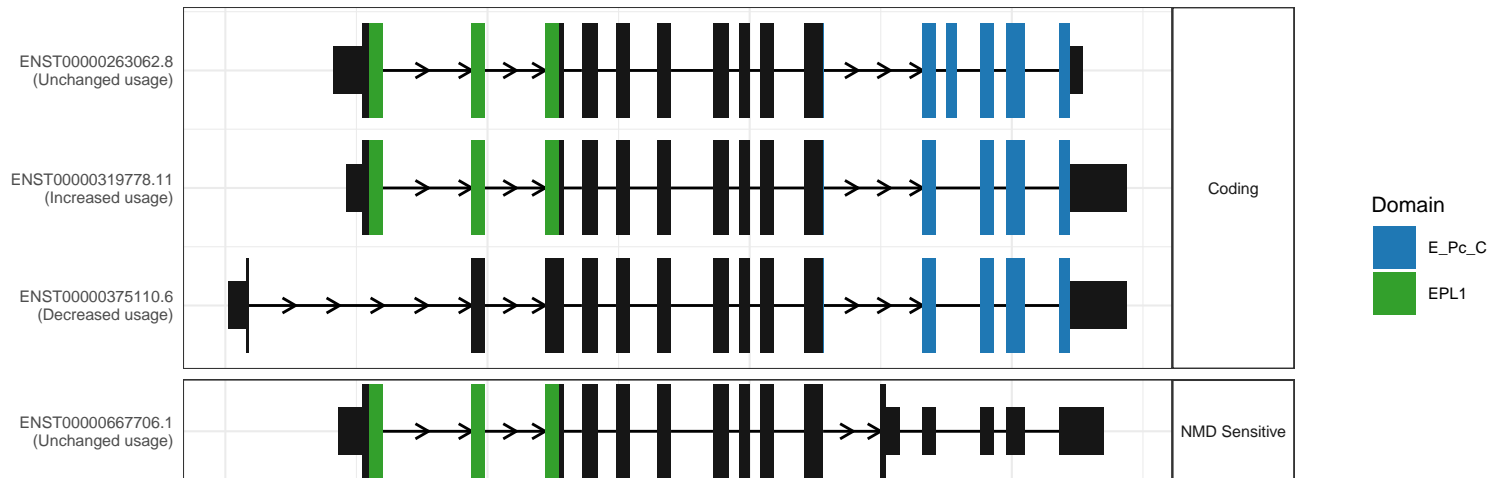 ENST00000263062.8
(Unchanged usage)
ENST00000319778.11
(Increased usage)
ENST00000375110.6
(Decreased usage)
Coding
ENST00000667706.1
(Unchanged usage)
NMD Sensitive
Domain
E_Pc_C
EPL1